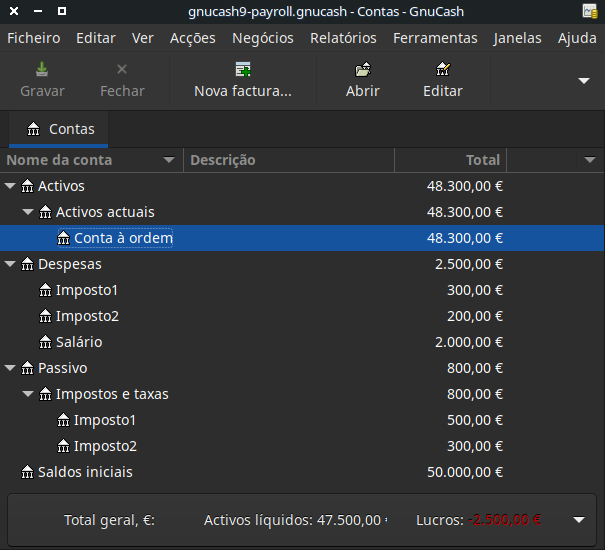 gnucash9-payroll.gnucash - Contas - GnuCash
Ficheiro Editar Ver Acções Negócios Relatórios Ferramentas Janelas Ajuda
Gravar Fechar Nova factura... Abrir Editar
Contas
Nome da conta Descrição Total
Activos 48.300,00 €
Activos actuais 48.300,00 €
Conta à ordem 48.300,00 €
Despesas 2.500,00 €
Imposto1 300,00 €
Imposto2 200,00 €
Salário 2.000,00 €
Passivo 800,00 €
Impostos e taxas 800,00 €
Imposto1 500,00 €
Imposto2 300,00 €
Saldos iniciais 50.000,00 €
Total geral, €: Activos líquidos: 47.500,00 Lucros: -2.500,00 €